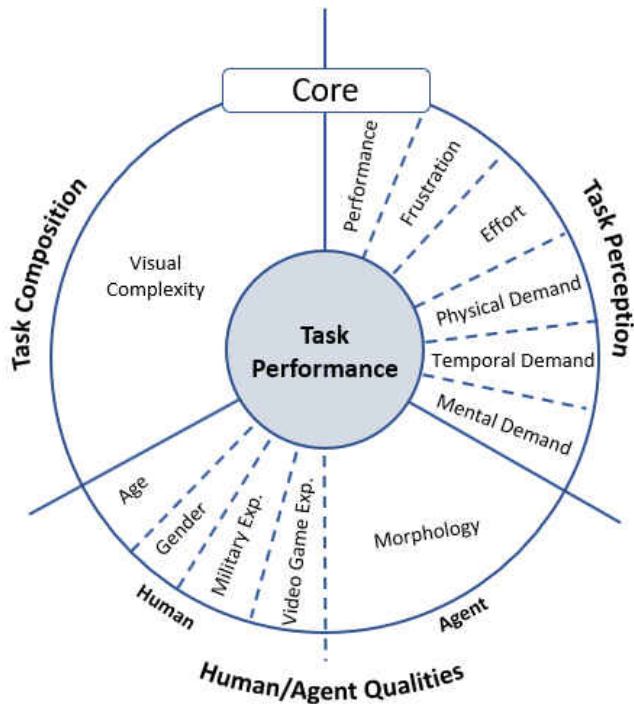 Core
Task Composition
Visual
Complexity
Performance
Frustration
Effort
Physical Demand
Temporal Demand
Mental Demand
Task Perception
Task
Performance
Age
Gender
Military Exp.
Video Game Exp.
Morphology
Human
Agent
Human/Agent Qualities